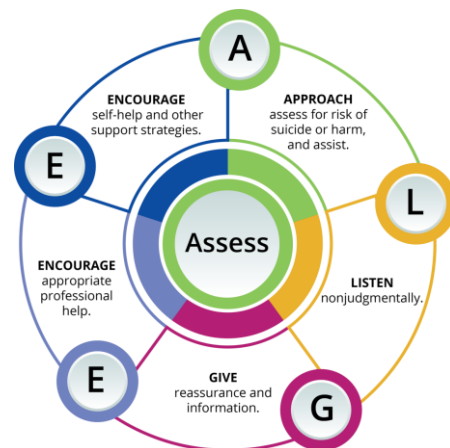 A
APPROACH
assess for risk of
suicide or harm,
and assist.
L
LISTEN
nonjudgmentally.
G
GIVE
reassurance and
information.
E
ENCOURAGE
appropriate
professional
help.
E
ENCOURAGE
self-help and other
support strategies.
Assess